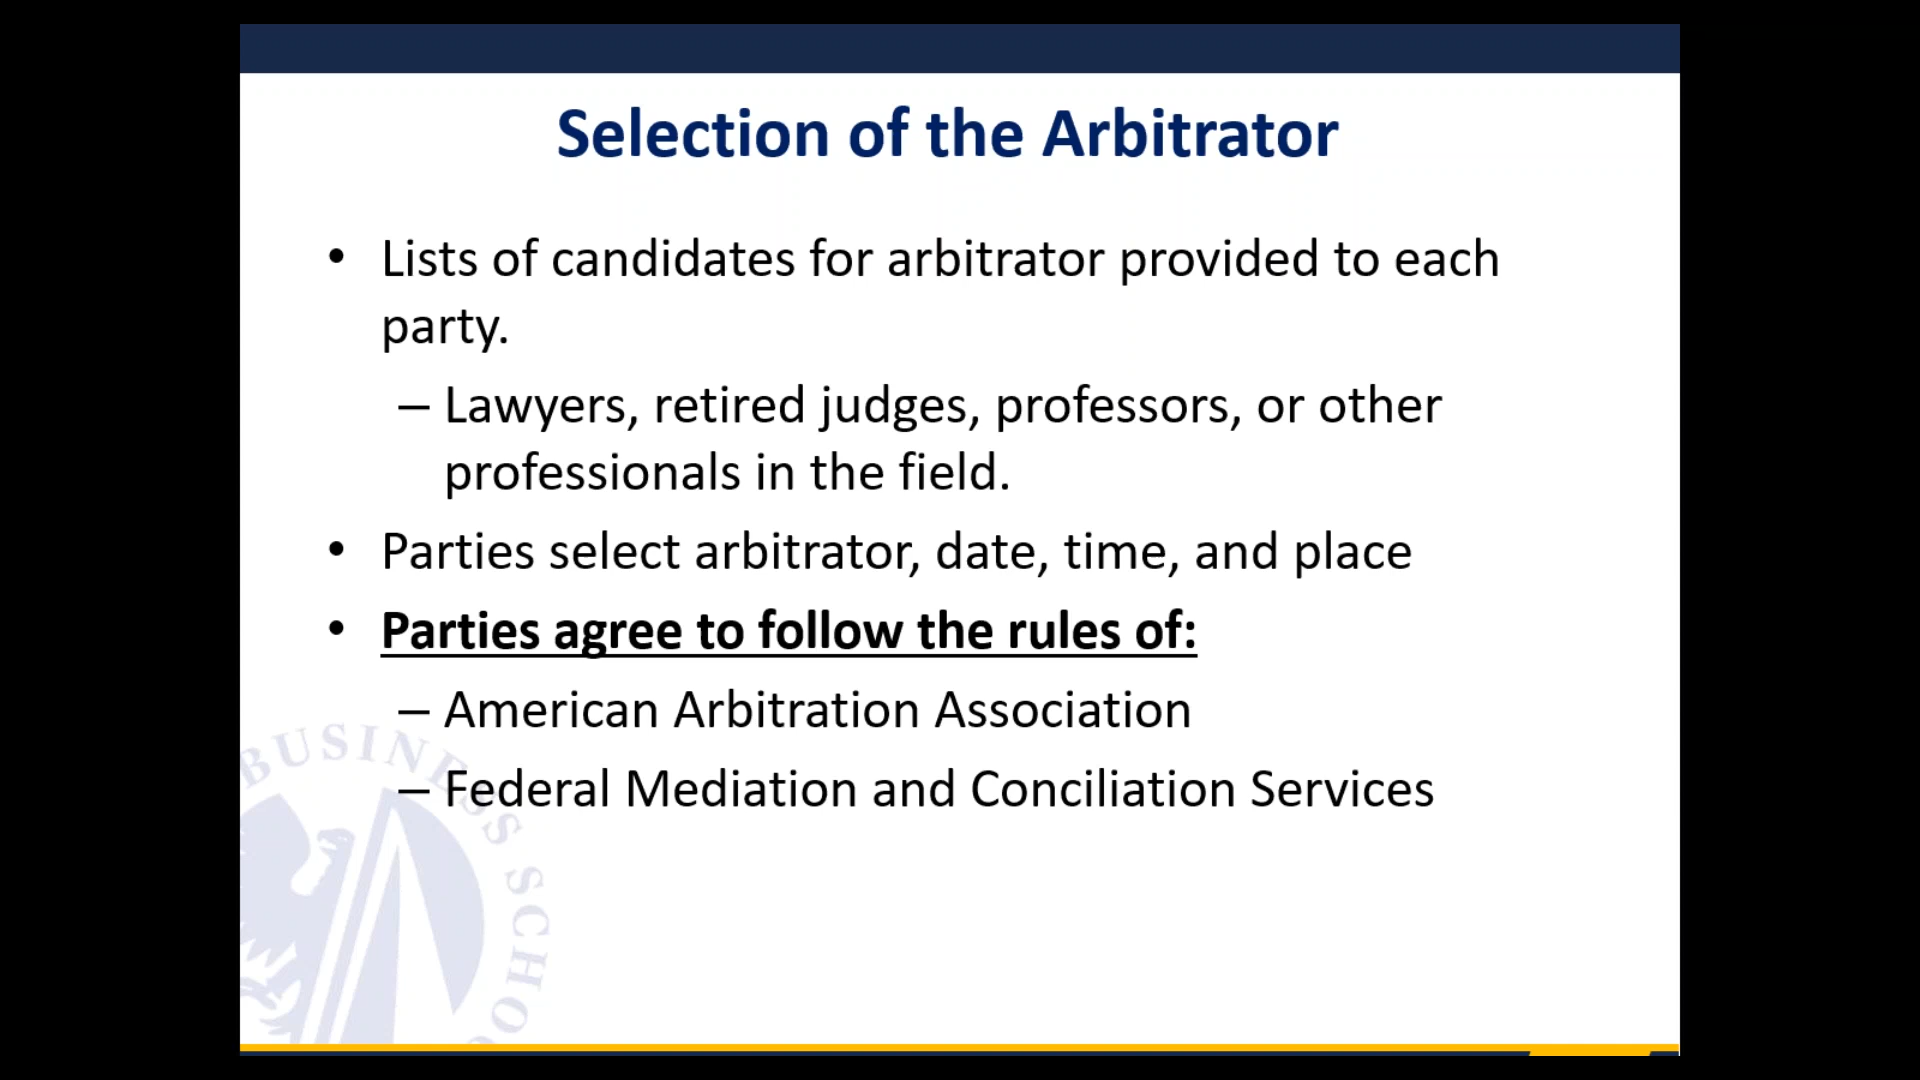 Selection of the Arbitrator
• Lists of candidates for arbitrator provided to each
party.
– Lawyers, retired judges, professors, or other
professionals in the field.
• Parties select arbitrator, date, time, and place
• Parties agree to follow the rules of:
– American Arbitration Association
– Federal Mediation and Conciliation Services
BUSINESS SCHOO